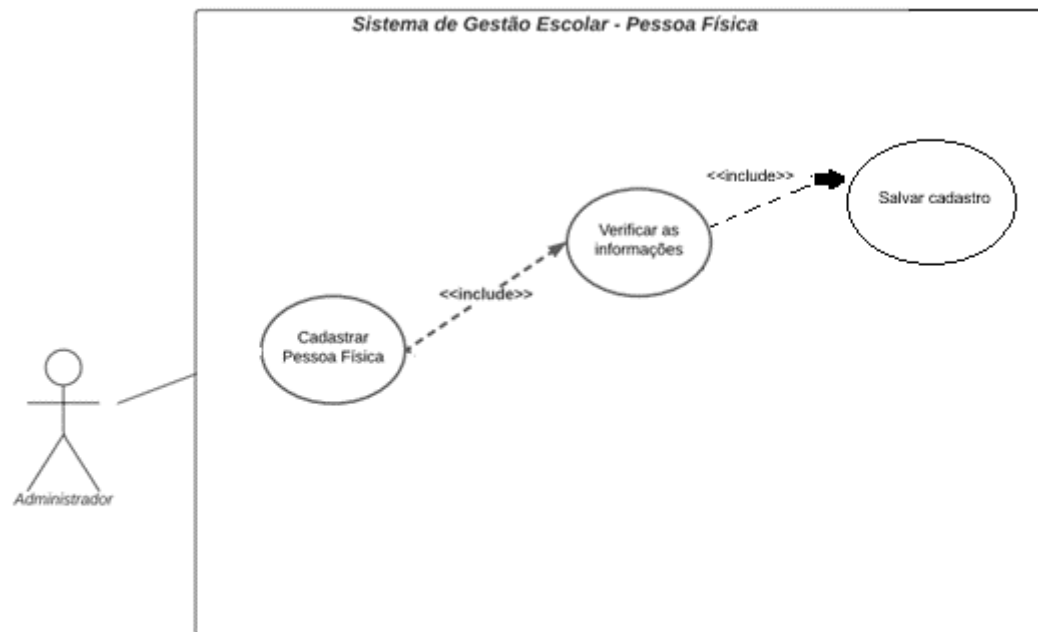 Sistema de Gestão Escolar - Pessoa Física
<<include>>
Salvar cadastro
Verificar as
informações
<<include>>
Cadastrar
Pessoa Física
Administrador